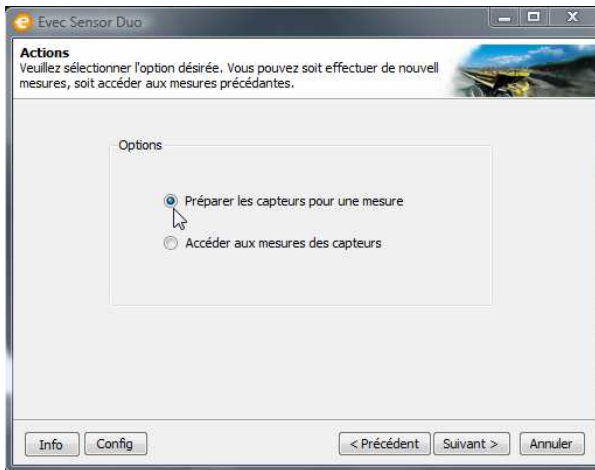 Evec Sensor Duo
Actions
Veuillez sélectionner l'option désirée. Vous pouvez soit effectuer de nouvell
mesures, soit accéder aux mesures précédantes.
Options
Préparer les capteurs pour une mesure
Accéder aux mesures des capteurs
Info
Config
< Précédent
Suivant >
Annuler